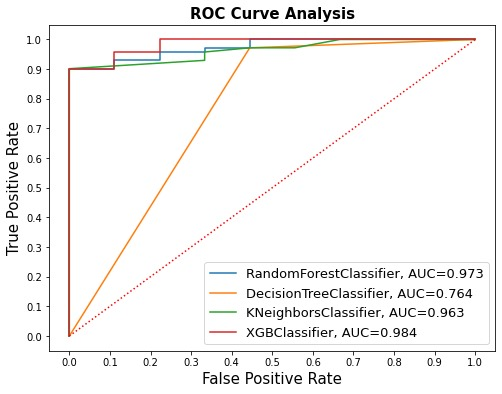 ROC Curve Analysis
True Positive Rate
1.0
0.9
0.8
0.7
0.6
0.5
0.4
0.3
0.2
0.1
0.0
RandomForestClassifier, AUC=0.973
DecisionTreeClassifier, AUC=0.764
KNeighborsClassifier, AUC=0.963
XGBClassifier, AUC=0.984
0.0 0.1 0.2 0.3 0.4 0.5 0.6 0.7 0.8 0.9 1.0
False Positive Rate